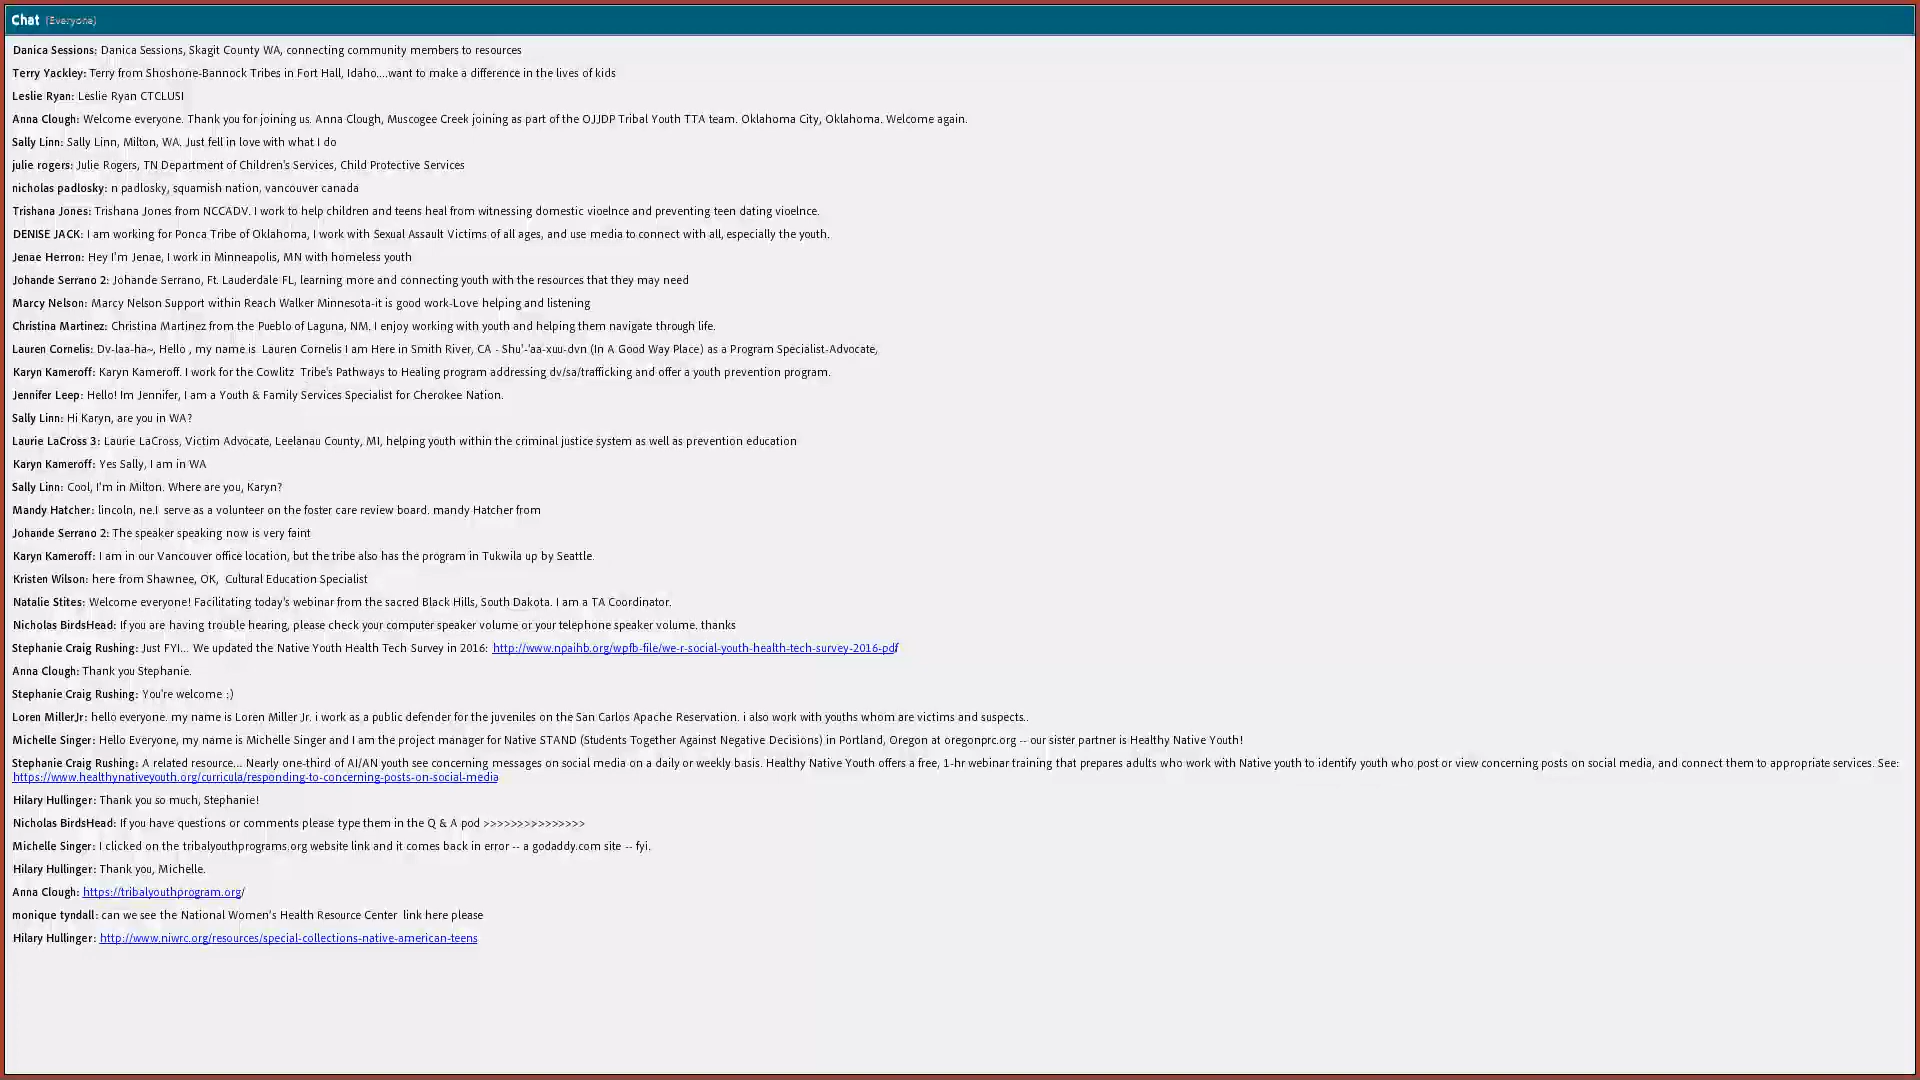 Chat (Everyone)
Danica Sessions: Danica Sessions, Skagit County WA, connecting community members to resources
Terry Yackley: Terry from Shoshone-Bannock Tribes in Fort Hall, Idaho....want to make a difference in the lives of kids
Leslie Ryan: Leslie Ryan CTCLUSI
Anna Clough: Welcome everyone. Thank you for joining us. Anna Clough, Muscogee Creek joining as part of the OJJDP Tribal Youth TTA team. Oklahoma City, Oklahoma. Welcome again.
Sally Linn: Sally Linn, Milton, WA. Just fell in love with what I do
julie rogers: Julie Rogers, TN Department of Children's Services, Child Protective Services
nicholas padlosky: n padlosky, squamish nation, vancouver canada
Trishana Jones: Trishana Jones from NCCADV. I work to help children and teens heal from witnessing domestic vioelnce and preventing teen dating vioelnce.
DENISE JACK: I am working for Ponca Tribe of Oklahoma, I work with Sexual Assault Victims of all ages, and use media to connect with all, especially the youth.
Jenae Herron: Hey I'm Jenae, I work in Minneapolis, MN with homeless youth
Johande Serrano 2: Johande Serrano, Ft. Lauderdale FL, learning more and connecting youth with the resources that they may need
Marcy Nelson: Marcy Nelson Support within Reach Walker Minnesota-it is good work-Love helping and listening
Christina Martinez: Christina Martinez from the Pueblo of Laguna, NM. I enjoy working with youth and helping them navigate through life.
Lauren Cornelis: Dv-laa-ha~, Hello , my name is  Lauren Cornelis I am Here in Smith River, CA - Shu'-'aa-xuu-dvn (In A Good Way Place) as a Program Specialist-Advocate,
Karyn Kameroff: Karyn Kameroff. I work for the Cowlitz  Tribe's Pathways to Healing program addressing dv/sa/trafficking and offer a youth prevention program.
Jennifer Leep: Hello! Im Jennifer, I am a Youth & Family Services Specialist for Cherokee Nation.
Sally Linn: Hi Karyn, are you in WA?
Laurie LaCross 3: Laurie LaCross, Victim Advocate, Leelanau County, MI, helping youth within the criminal justice system as well as prevention education
Karyn Kameroff: Yes Sally, I am in WA
Sally Linn: Cool, I'm in Milton. Where are you, Karyn?
Mandy Hatcher: lincoln, ne.I  serve as a volunteer on the foster care review board. mandy Hatcher from
Johande Serrano 2: The speaker speaking now is very faint
Karyn Kameroff: I am in our Vancouver office location, but the tribe also has the program in Tukwila up by Seattle.
Kristen Wilson: here from Shawnee, OK,  Cultural Education Specialist
Natalie Stites: Welcome everyone! Facilitating today's webinar from the sacred Black Hills, South Dakota. I am a TA Coordinator.
Nicholas BirdsHead: If you are having trouble hearing, please check your computer speaker volume or your telephone speaker volume. thanks
Stephanie Craig Rushing: Just FYI... We updated the Native Youth Health Tech Survey in 2016: http://www.npaihb.org/wpfb-file/we-r-social-youth-health-tech-survey-2016-pdf
Anna Clough: Thank you Stephanie.
Stephanie Craig Rushing: You're welcome :)
Loren MillerJr: hello everyone. my name is Loren Miller Jr. i work as a public defender for the juveniles on the San Carlos Apache Reservation. i also work with youths whom are victims and suspects..
Michelle Singer: Hello Everyone, my name is Michelle Singer and I am the project manager for Native STAND (Students Together Against Negative Decisions) in Portland, Oregon at oregonprc.org -- our sister partner is Healthy Native Youth!
Stephanie Craig Rushing: A related resource... Nearly one-third of AI/AN youth see concerning messages on social media on a daily or weekly basis. Healthy Native Youth offers a free, 1-hr webinar training that prepares adults who work with Native youth to identify youth who post or view concerning posts on social media, and connect them to appropriate services. See:
https://www.healthynativeyouth.org/curricula/responding-to-concerning-posts-on-social-media
Hilary Hullinger: Thank you so much, Stephanie!
Nicholas BirdsHead: If you have questions or comments please type them in the Q & A pod >>>>>>>>>>>>>>>
Michelle Singer: I clicked on the tribalyouthprograms.org website link and it comes back in error -- a godaddy.com site -- fyi.
Hilary Hullinger: Thank you, Michelle.
Anna Clough: https://tribalyouthprogram.org/
monique tyndall: can we see the National Women's Health Resource Center  link here please
Hilary Hullinger: http://www.niwrc.org/resources/special-collections-native-american-teens